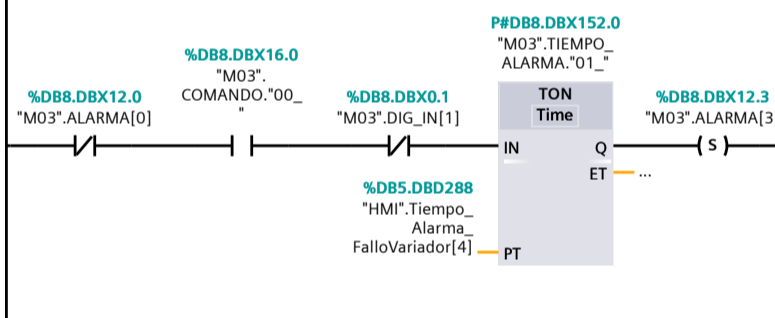 P#DB8.DBX152.0
"M03".TIEMPO_
ALARMA."01_"
%DB8.DBX16.0
"M03".
COMANDO."00_
"
%DB8.DBX12.0
"M03".ALARMA[0]
%DB8.DBX0.1
"M03".DIG_IN[1]
TON
Time
%DB8.DBX12.3
"M03".ALARMA[3
IN
Q
S
ET
...
%DB5.DBD288
"HMI".Tiempo_
Alarma_
FalloVariador[4]
PT